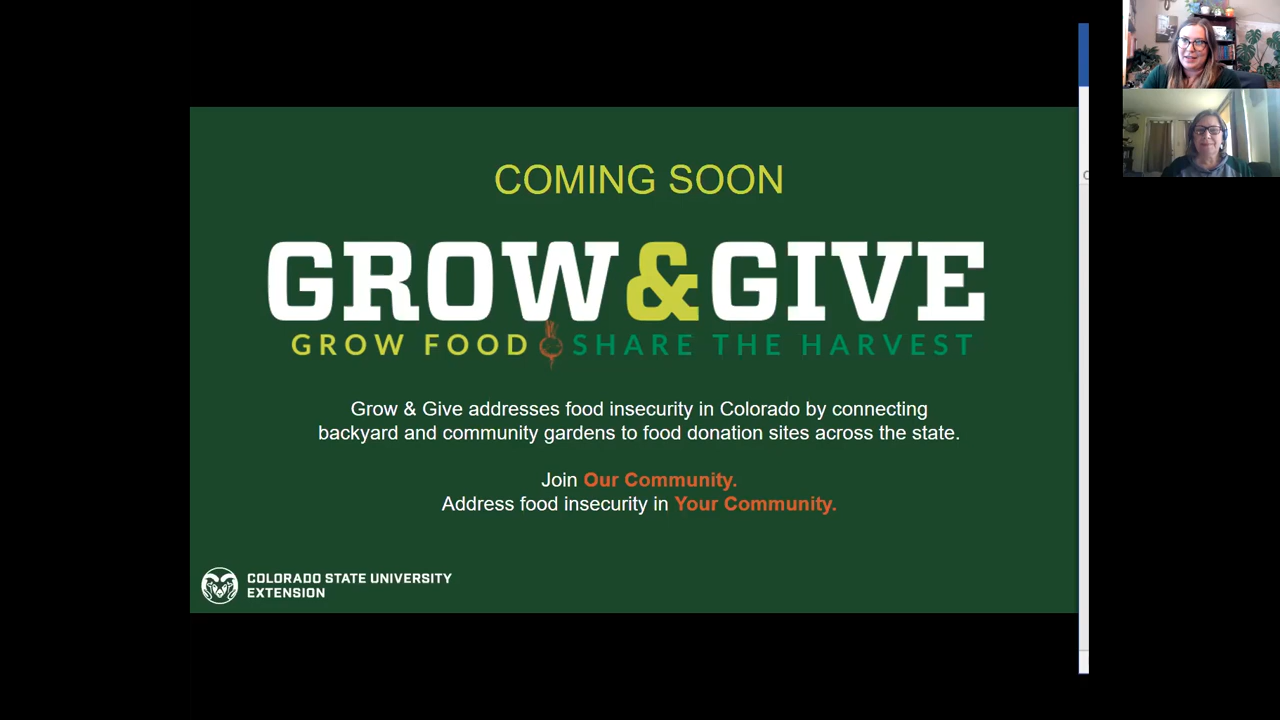 COMING SOON
GROW & GIVE
GROW FOOD SHARE THE HARVEST
Grow & Give addresses food insecurity in Colorado by connecting
backyard and community gardens to food donation sites across the state.
Join Our Community.
Address food insecurity in Your Community.
COLORADO STATE UNIVERSITY
EXTENSION